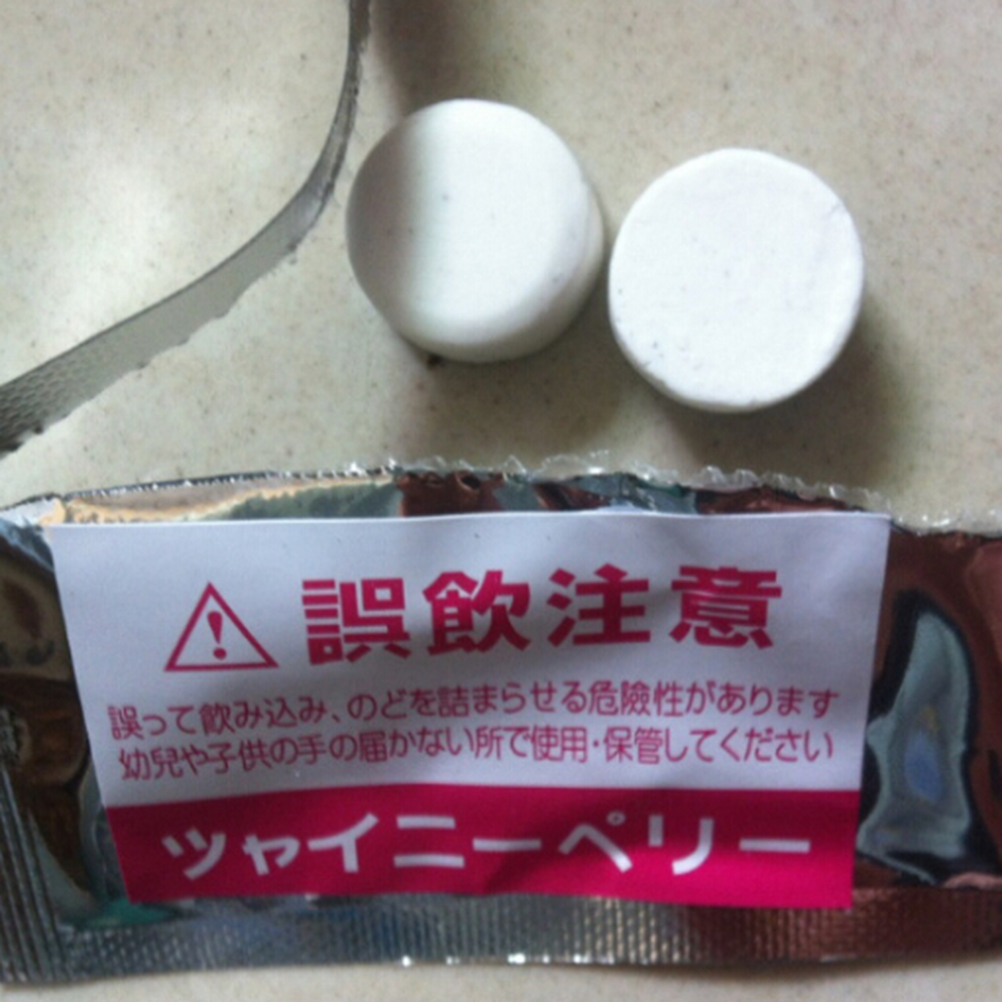 誤飲注意
誤って飲み込み、のどを詰まらせる危險性があります
幼兒や子供の手の届かない所で使用・保管してください
ツャイニーペリー